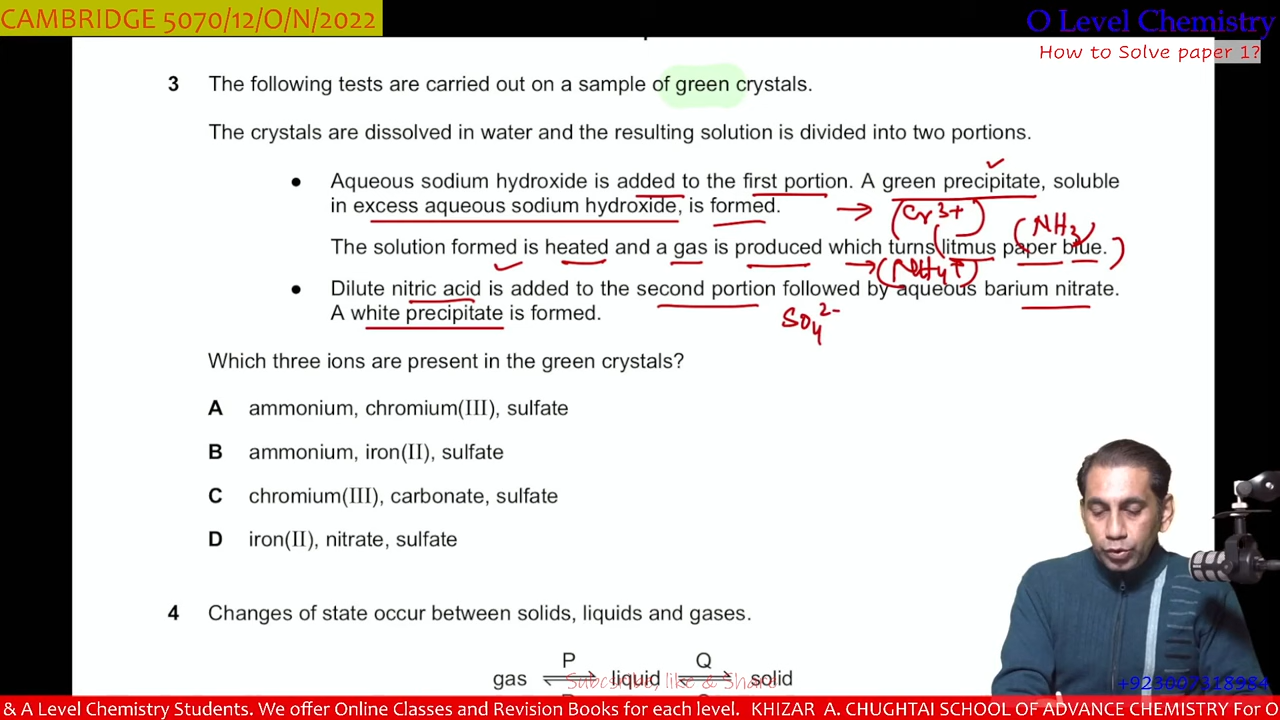 CAMBRIDGE 5070/12/O/N/2022
O Level Chemistry
How to Solve paper 1?
3 The following tests are carried out on a sample of green crystals.
The crystals are dissolved in water and the resulting solution is divided into two portions.
● Aqueous sodium hydroxide is added to the first portion. A green precipitate, soluble
in excess aqueous sodium hydroxide, is formed. → (Cr3+)
The solution formed is heated and a gas is produced which turns litmus paper blue. (NH3)
→ (NH4+)
● Dilute nitric acid is added to the second portion followed by aqueous barium nitrate.
A white precipitate is formed. SO4 2-
Which three ions are present in the green crystals?
A ammonium, chromium(III), sulfate
B ammonium, iron(II), sulfate
C chromium(III), carbonate, sulfate
D iron(II), nitrate, sulfate
4 Changes of state occur between solids, liquids and gases.
P Q
gas liquid solid
Subcsrive, like & Share
+923007318984
& A Level Chemistry Students. We offer Online Classes and Revision Books for each level. KHIZAR A. CHUGHTAI SCHOOL OF ADVANCE CHEMISTRY For O